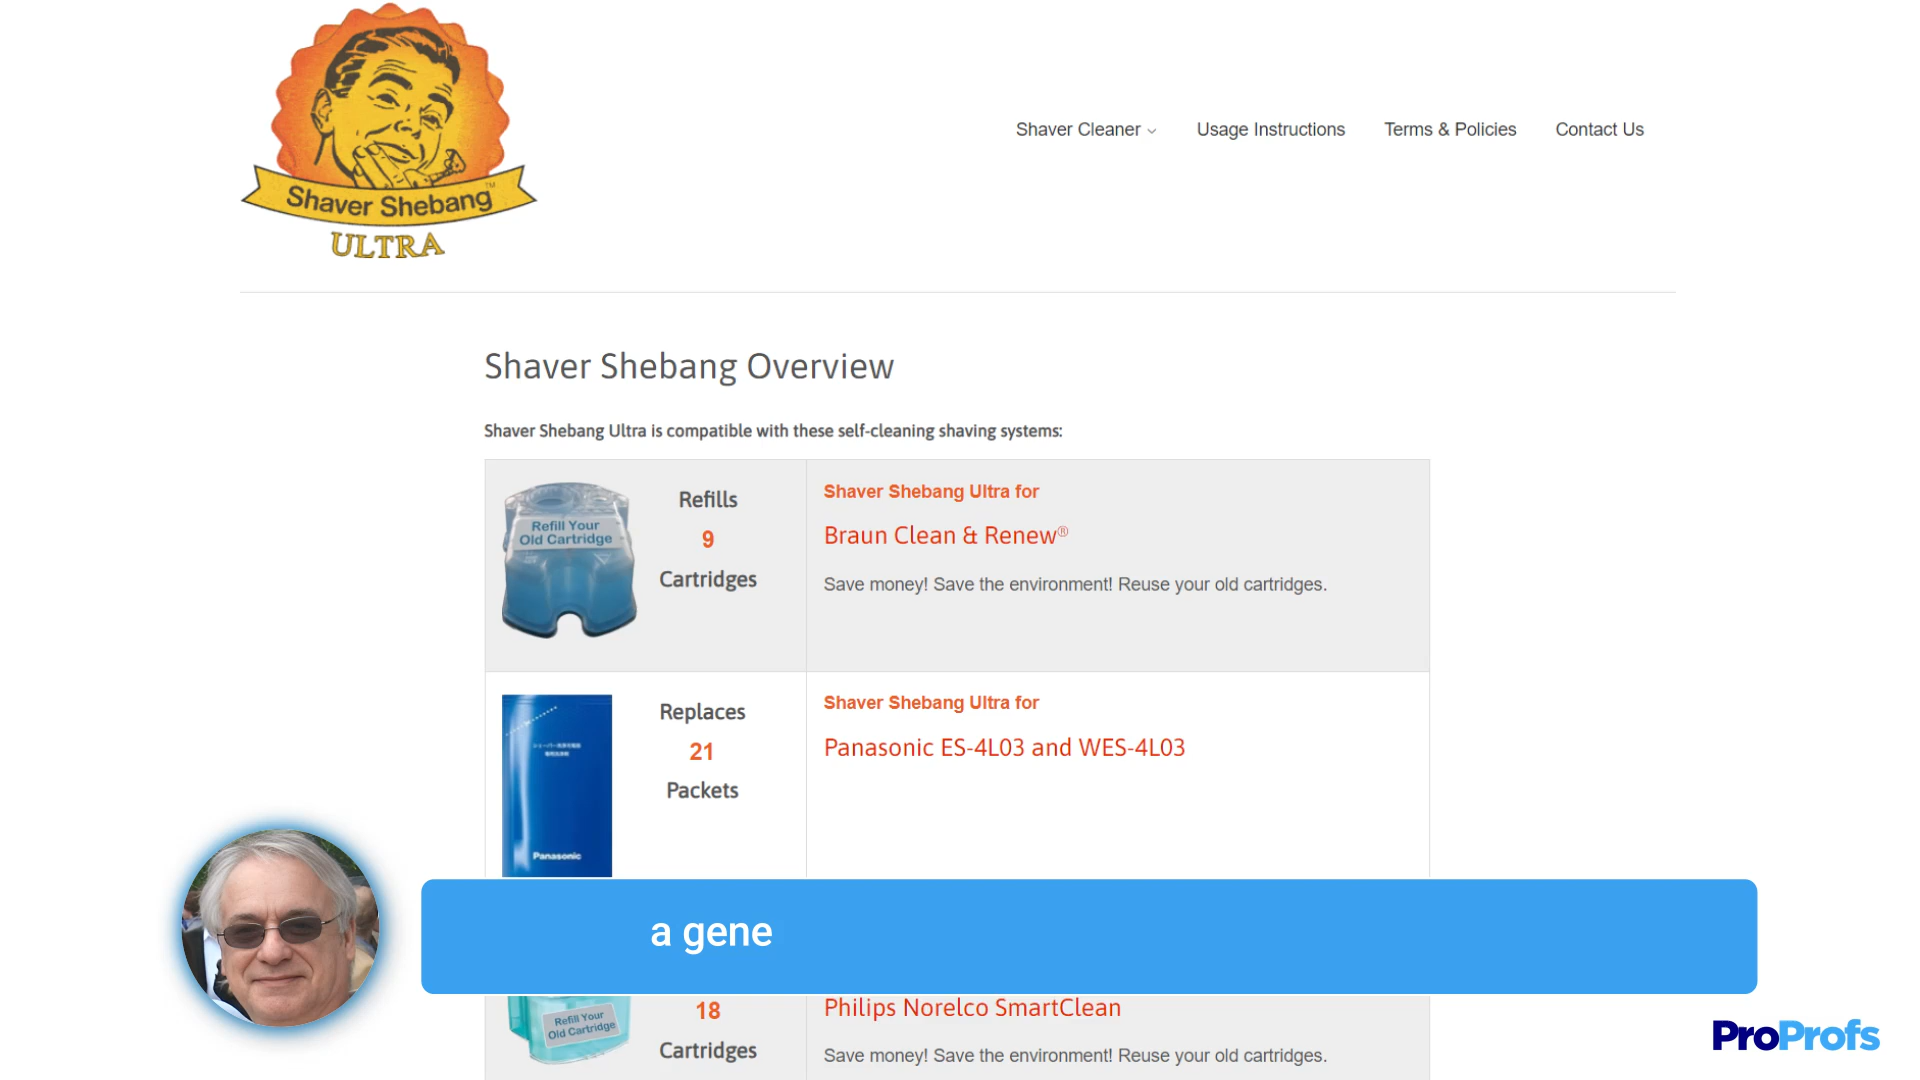 Shaver Shebang™
ULTRA
Shaver Cleaner
Usage Instructions
Terms & Policies
Contact Us
Shaver Shebang Overview
Shaver Shebang Ultra is compatible with these self-cleaning shaving systems:
Refill Your
Old Cartridge
Refills
9
Cartridges
Shaver Shebang Ultra for
Braun Clean & Renew®
Save money! Save the environment! Reuse your old cartridges.
Panasonic
Replaces
21
Packets
Shaver Shebang Ultra for
Panasonic ES-4L03 and WES-4L03
a gene
Refill Your
Old Cartridge
18
Cartridges
Philips Norelco SmartClean
Save money! Save the environment! Reuse your old cartridges.
ProProfs